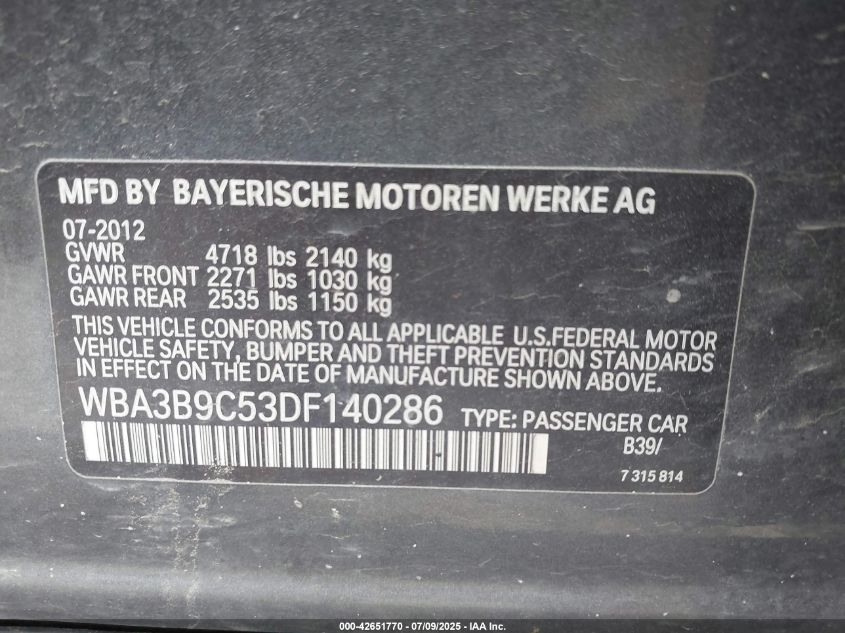 MFD BY BAYERISCHE MOTOREN WERKE AG
07-2012
GVWR 4718 lbs 2140 kg
GAWR FRONT 2271 lbs 1030 kg
GAWR REAR 2535 lbs 1150 kg
THIS VEHICLE CONFORMS TO ALL APPLICABLE U.S.FEDERAL MOTOR
VEHICLE SAFETY, BUMPER AND THEFT PREVENTION STANDARDS
IN EFFECT ON THE DATE OF MANUFACTURE SHOWN ABOVE.
WBA3B9C53DF140286 TYPE: PASSENGER CAR
B39/
7 315 814
000-42651770 - 07/09/2025 - IAA Inc.